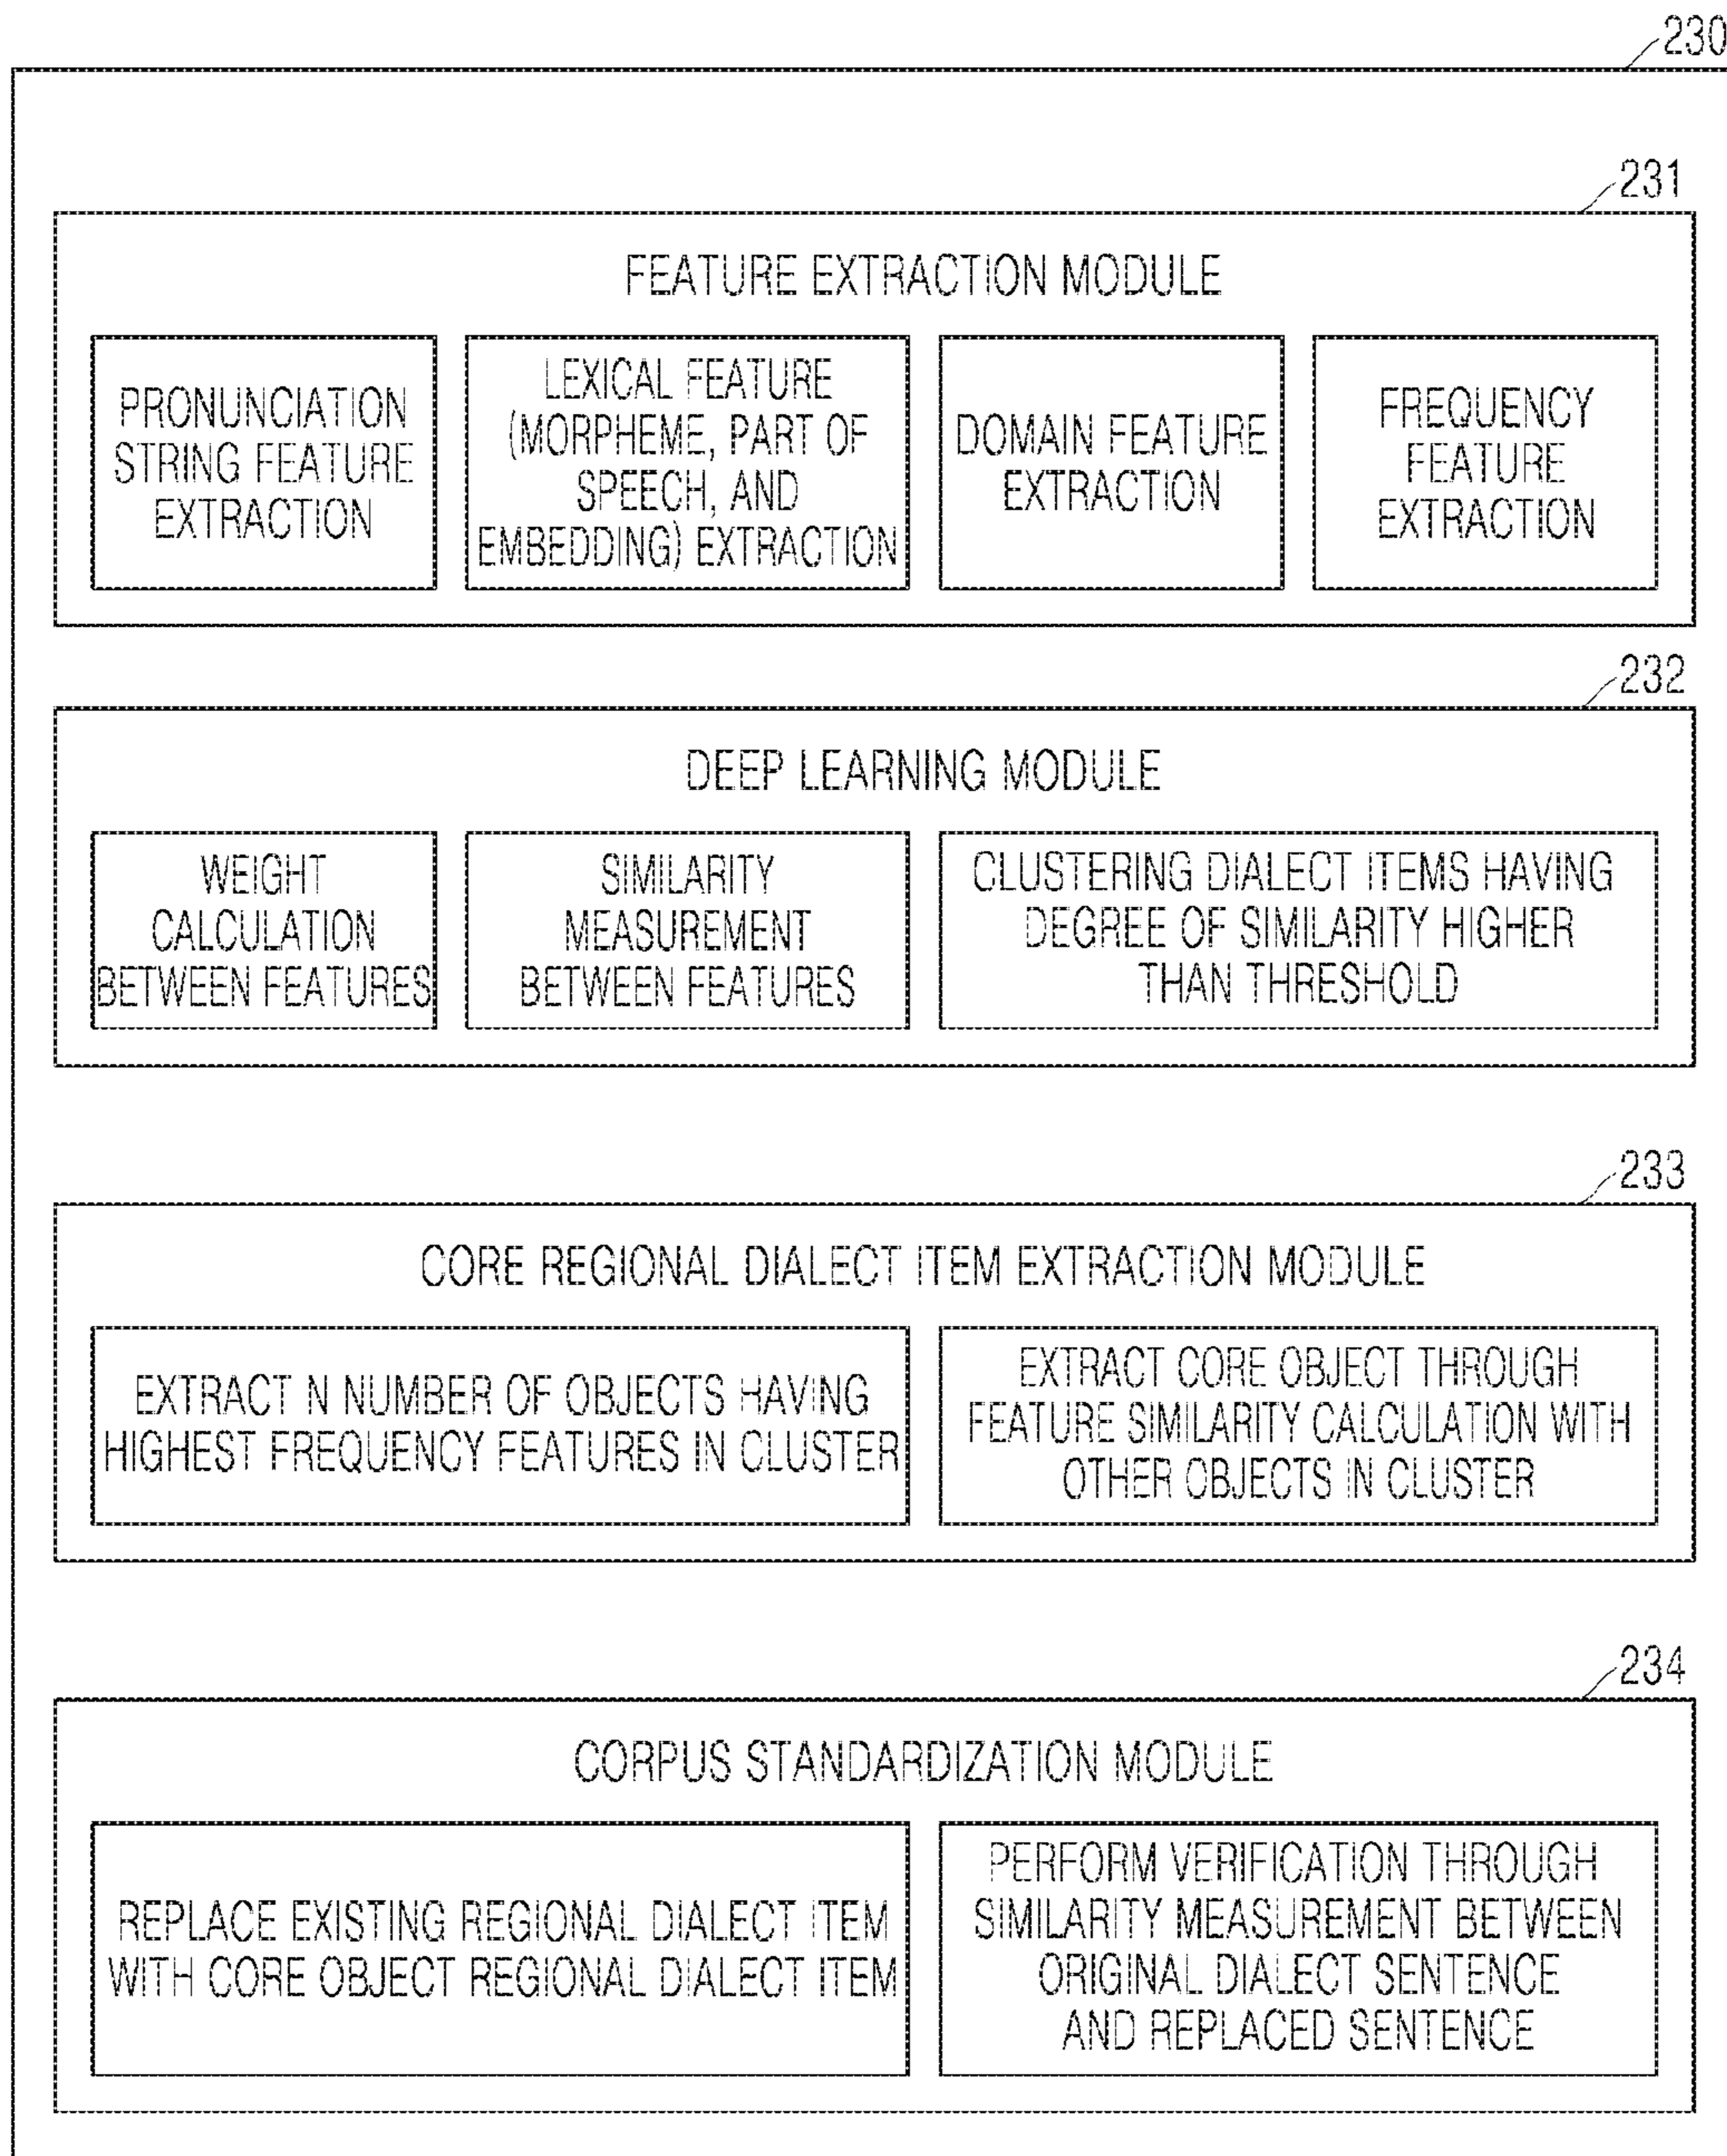 230
231
FEATURE EXTRACTION MODULE
PRONUNCIATION
STRING FEATURE
EXTRACTION
LEXICAL FEATURE
(MORPHEME, PART OF
SPEECH, AND
EMBEDDING) EXTRACTION
DOMAIN FEATURE
EXTRACTION
FREQUENCY
FEATURE
EXTRACTION
232
DEEP LEARNING MODULE
WEIGHT
CALCULATION
BETWEEN FEATURES
SIMILARITY
MEASUREMENT
BETWEEN FEATURES
CLUSTERING DIALECT ITEMS HAVING
DEGREE OF SIMILARITY HIGHER
THAN THRESHOLD
233
CORE REGIONAL DIALECT ITEM EXTRACTION MODULE
EXTRACT N NUMBER OF OBJECTS HAVING
HIGHEST FREQUENCY FEATURES IN CLUSTER
EXTRACT CORE OBJECT THROUGH
FEATURE SIMILARITY CALCULATION WITH
OTHER OBJECTS IN CLUSTER
234
CORPUS STANDARDIZATION MODULE
REPLACE EXISTING REGIONAL DIALECT ITEM
WITH CORE OBJECT REGIONAL DIALECT ITEM
PERFORM VERIFICATION THROUGH
SIMILARITY MEASUREMENT BETWEEN
ORIGINAL DIALECT SENTENCE
AND REPLACED SENTENCE